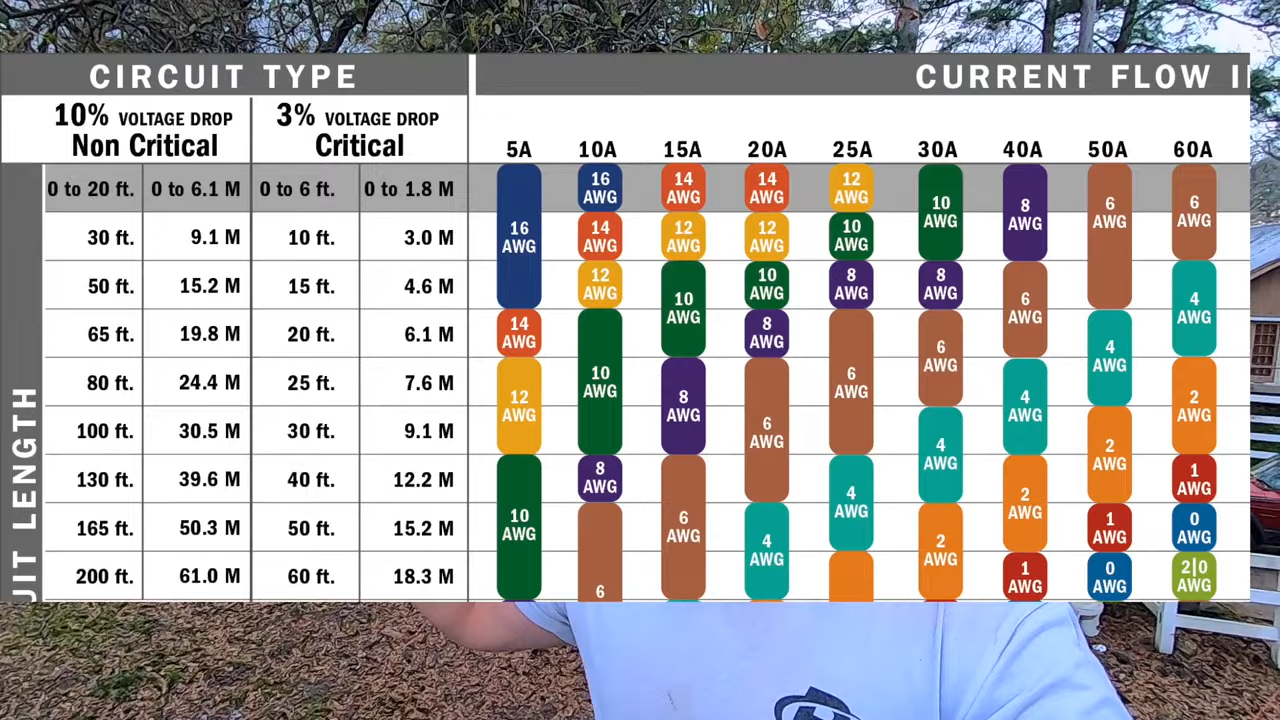 CIRCUIT TYPE
CURRENT FLOW I
10% VOLTAGE DROP
Non Critical
3% VOLTAGE DROP
Critical
5A 10A 15A 20A 25A 30A 40A 50A 60A
0 to 20 ft. 0 to 6.1 M 0 to 6 ft. 0 to 1.8 M
30 ft. 9.1 M 10 ft. 3.0 M
50 ft. 15.2 M 15 ft. 4.6 M
65 ft. 19.8 M 20 ft. 6.1 M
80 ft. 24.4 M 25 ft. 7.6 M
100 ft. 30.5 M 30 ft. 9.1 M
130 ft. 39.6 M 40 ft. 12.2 M
165 ft. 50.3 M 50 ft. 15.2 M
200 ft. 61.0 M 60 ft. 18.3 M
UIT LENGTH
16
AWG
14
AWG
12
AWG
10
AWG
16
AWG
14
AWG
12
AWG
10
AWG
8
AWG
6
14
AWG
12
AWG
10
AWG
8
AWG
6
AWG
14
AWG
12
AWG
10
AWG
8
AWG
6
AWG
4
AWG
12
AWG
10
AWG
8
AWG
6
AWG
4
AWG
10
AWG
8
AWG
6
AWG
4
AWG
2
AWG
8
AWG
6
AWG
4
AWG
2
AWG
1
AWG
6
AWG
4
AWG
2
AWG
1
AWG
0
AWG
6
AWG
4
AWG
2
AWG
1
AWG
0
AWG
2|0
AWG